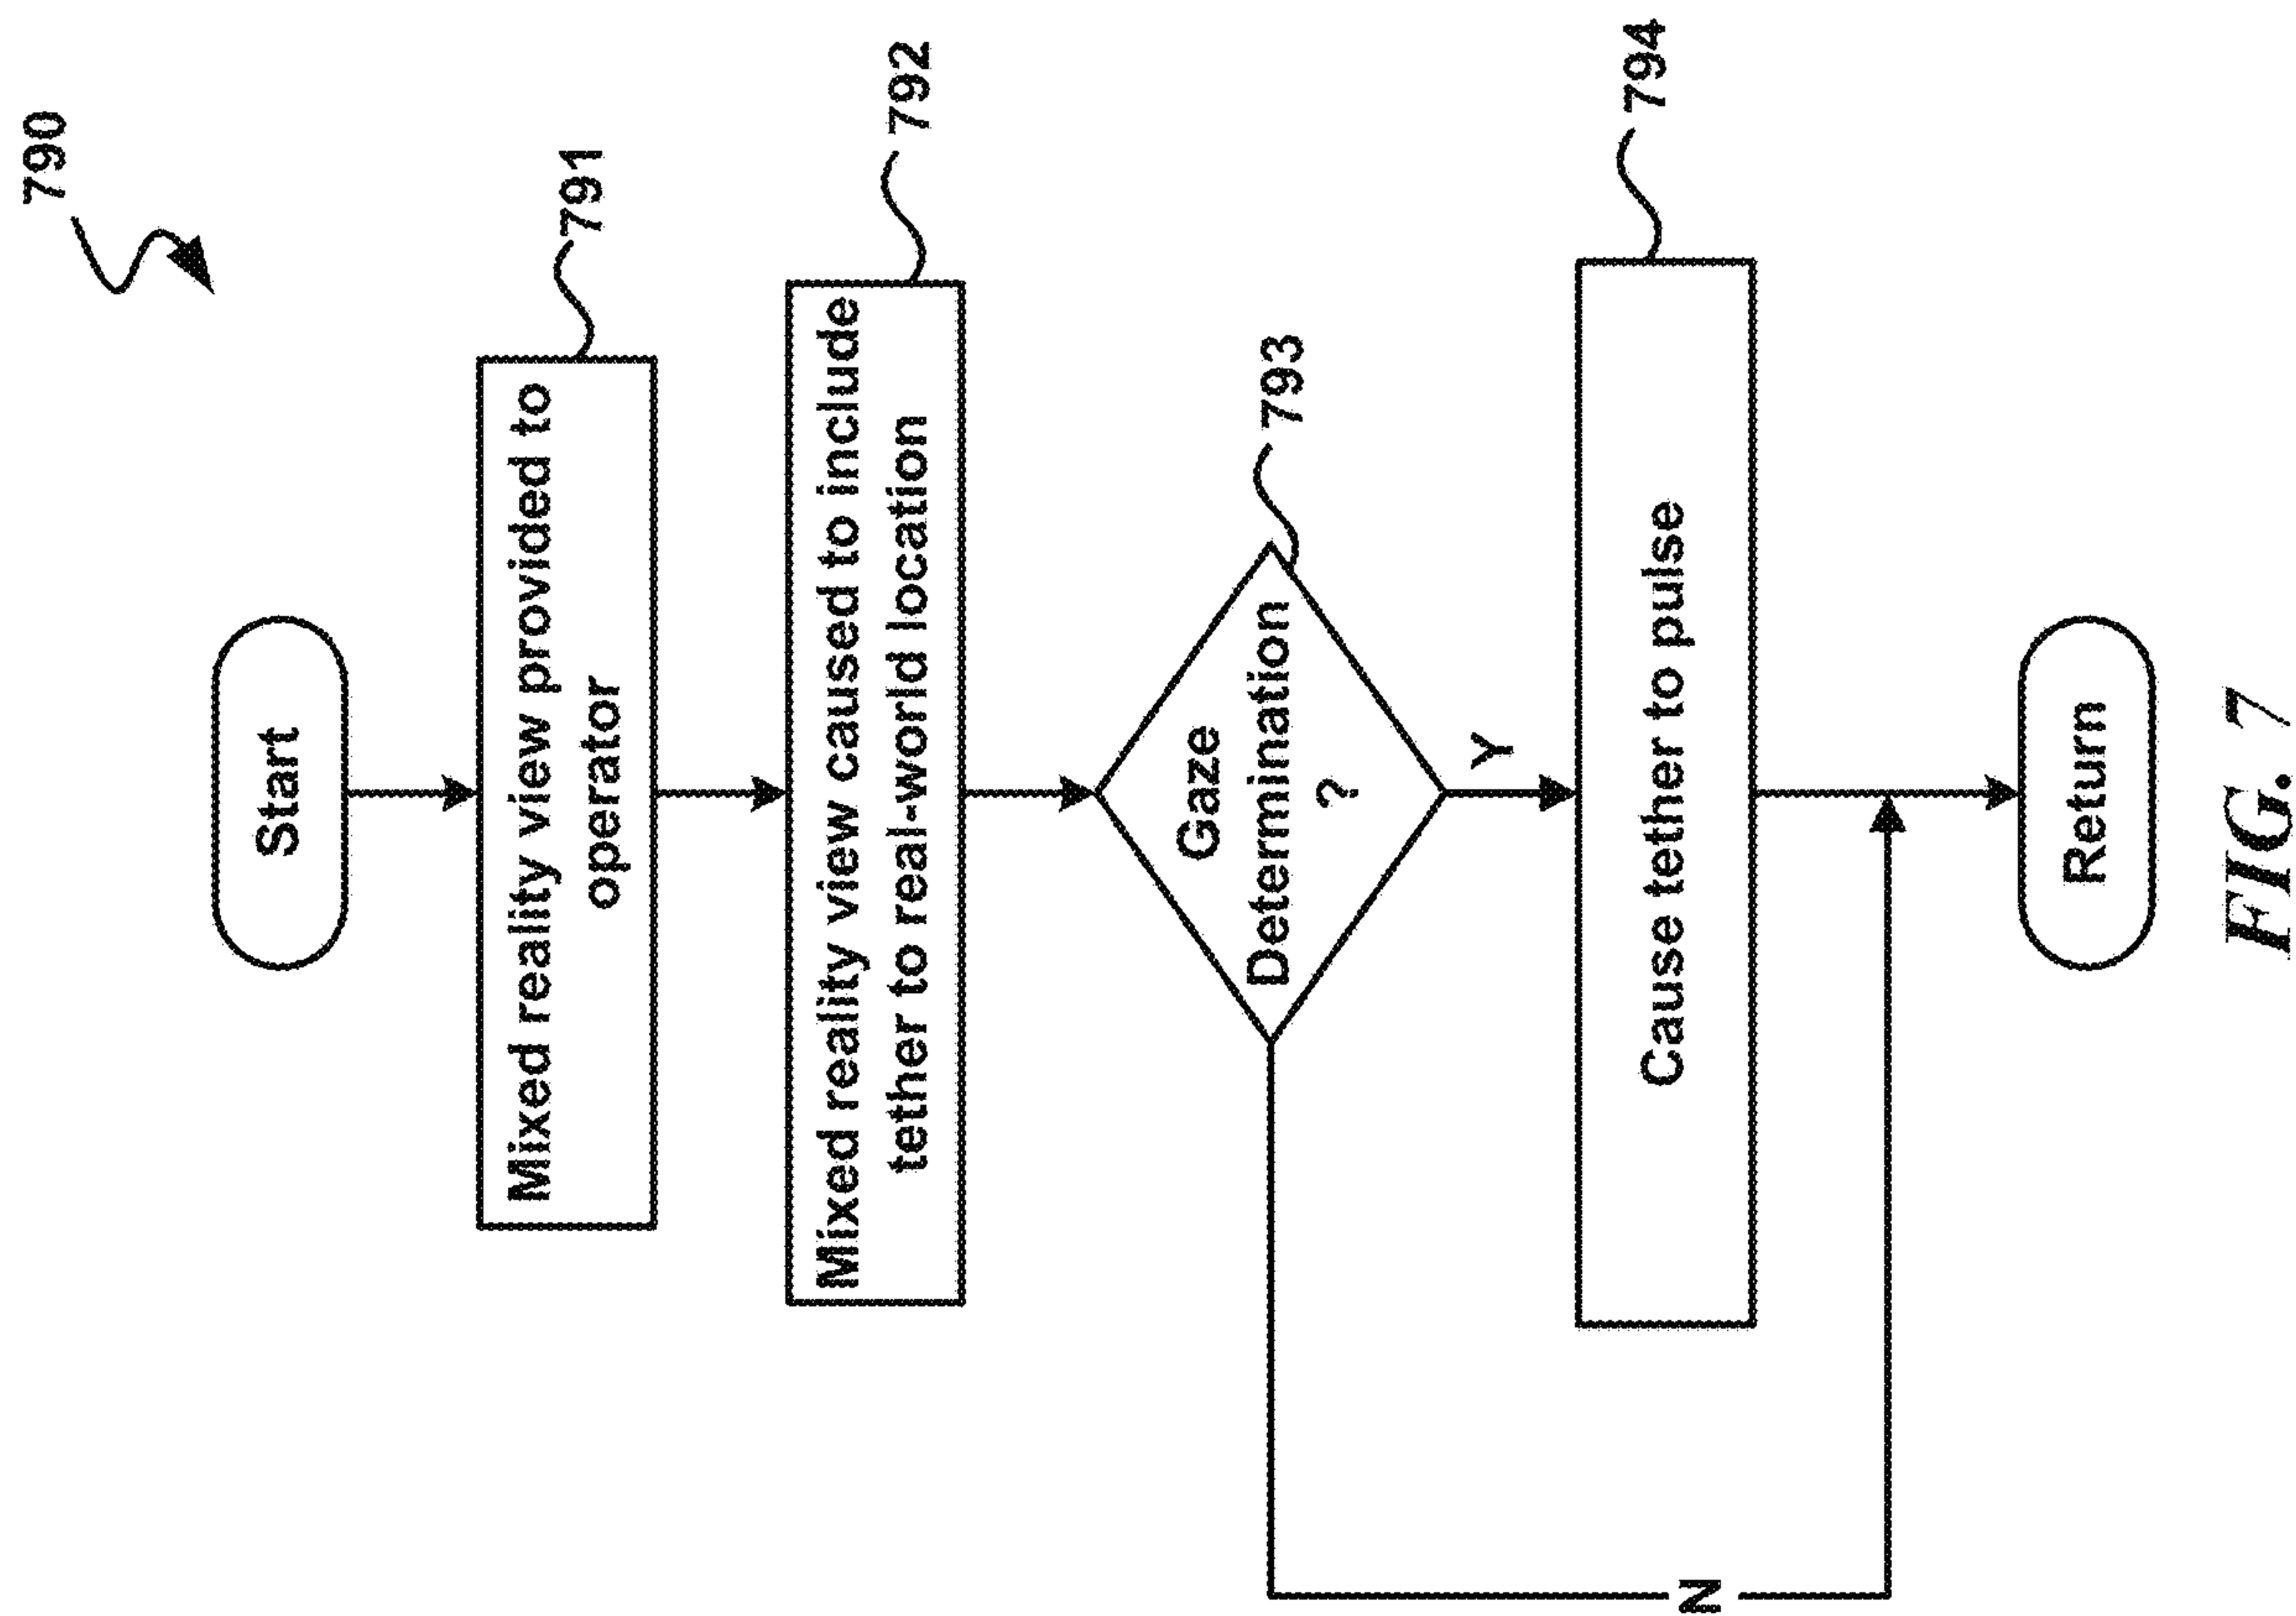 790
Start
Mixed reality view provided to
operator
791
Mixed reality view caused to include
tether to real-world location
792
Gaze
Determination
?
793
Y
Cause tether to pulse
794
N
Return
FIG. 7